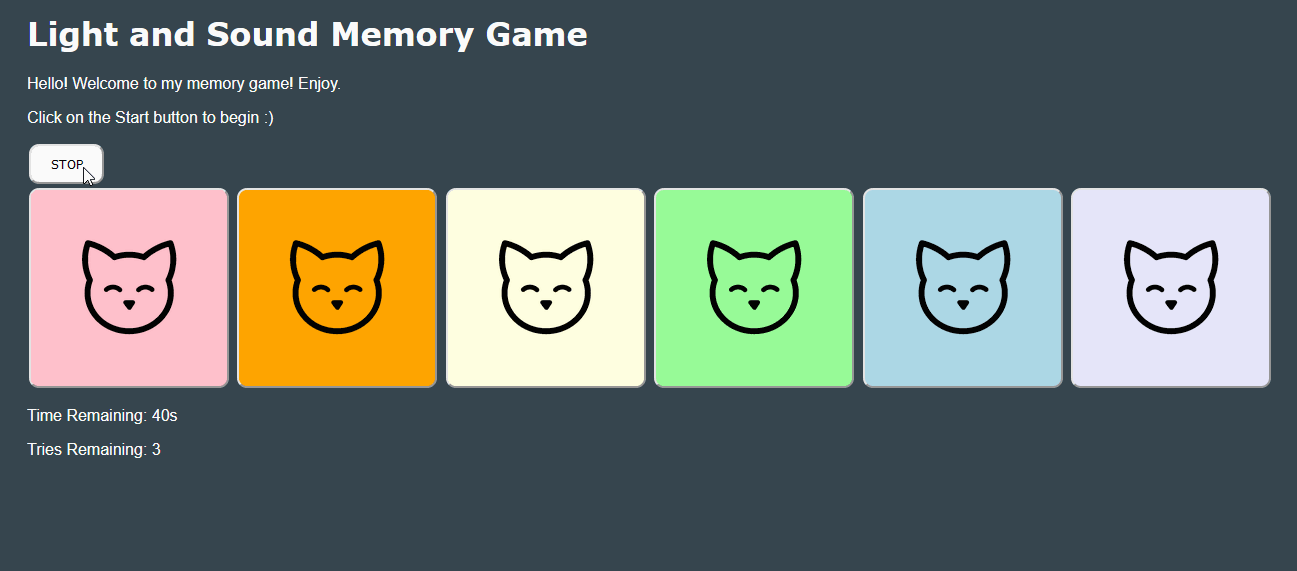 Light and Sound Memory Game
Hello! Welcome to my memory game! Enjoy.
Click on the Start button to begin :)
STOP
Time Remaining: 40s
Tries Remaining: 3